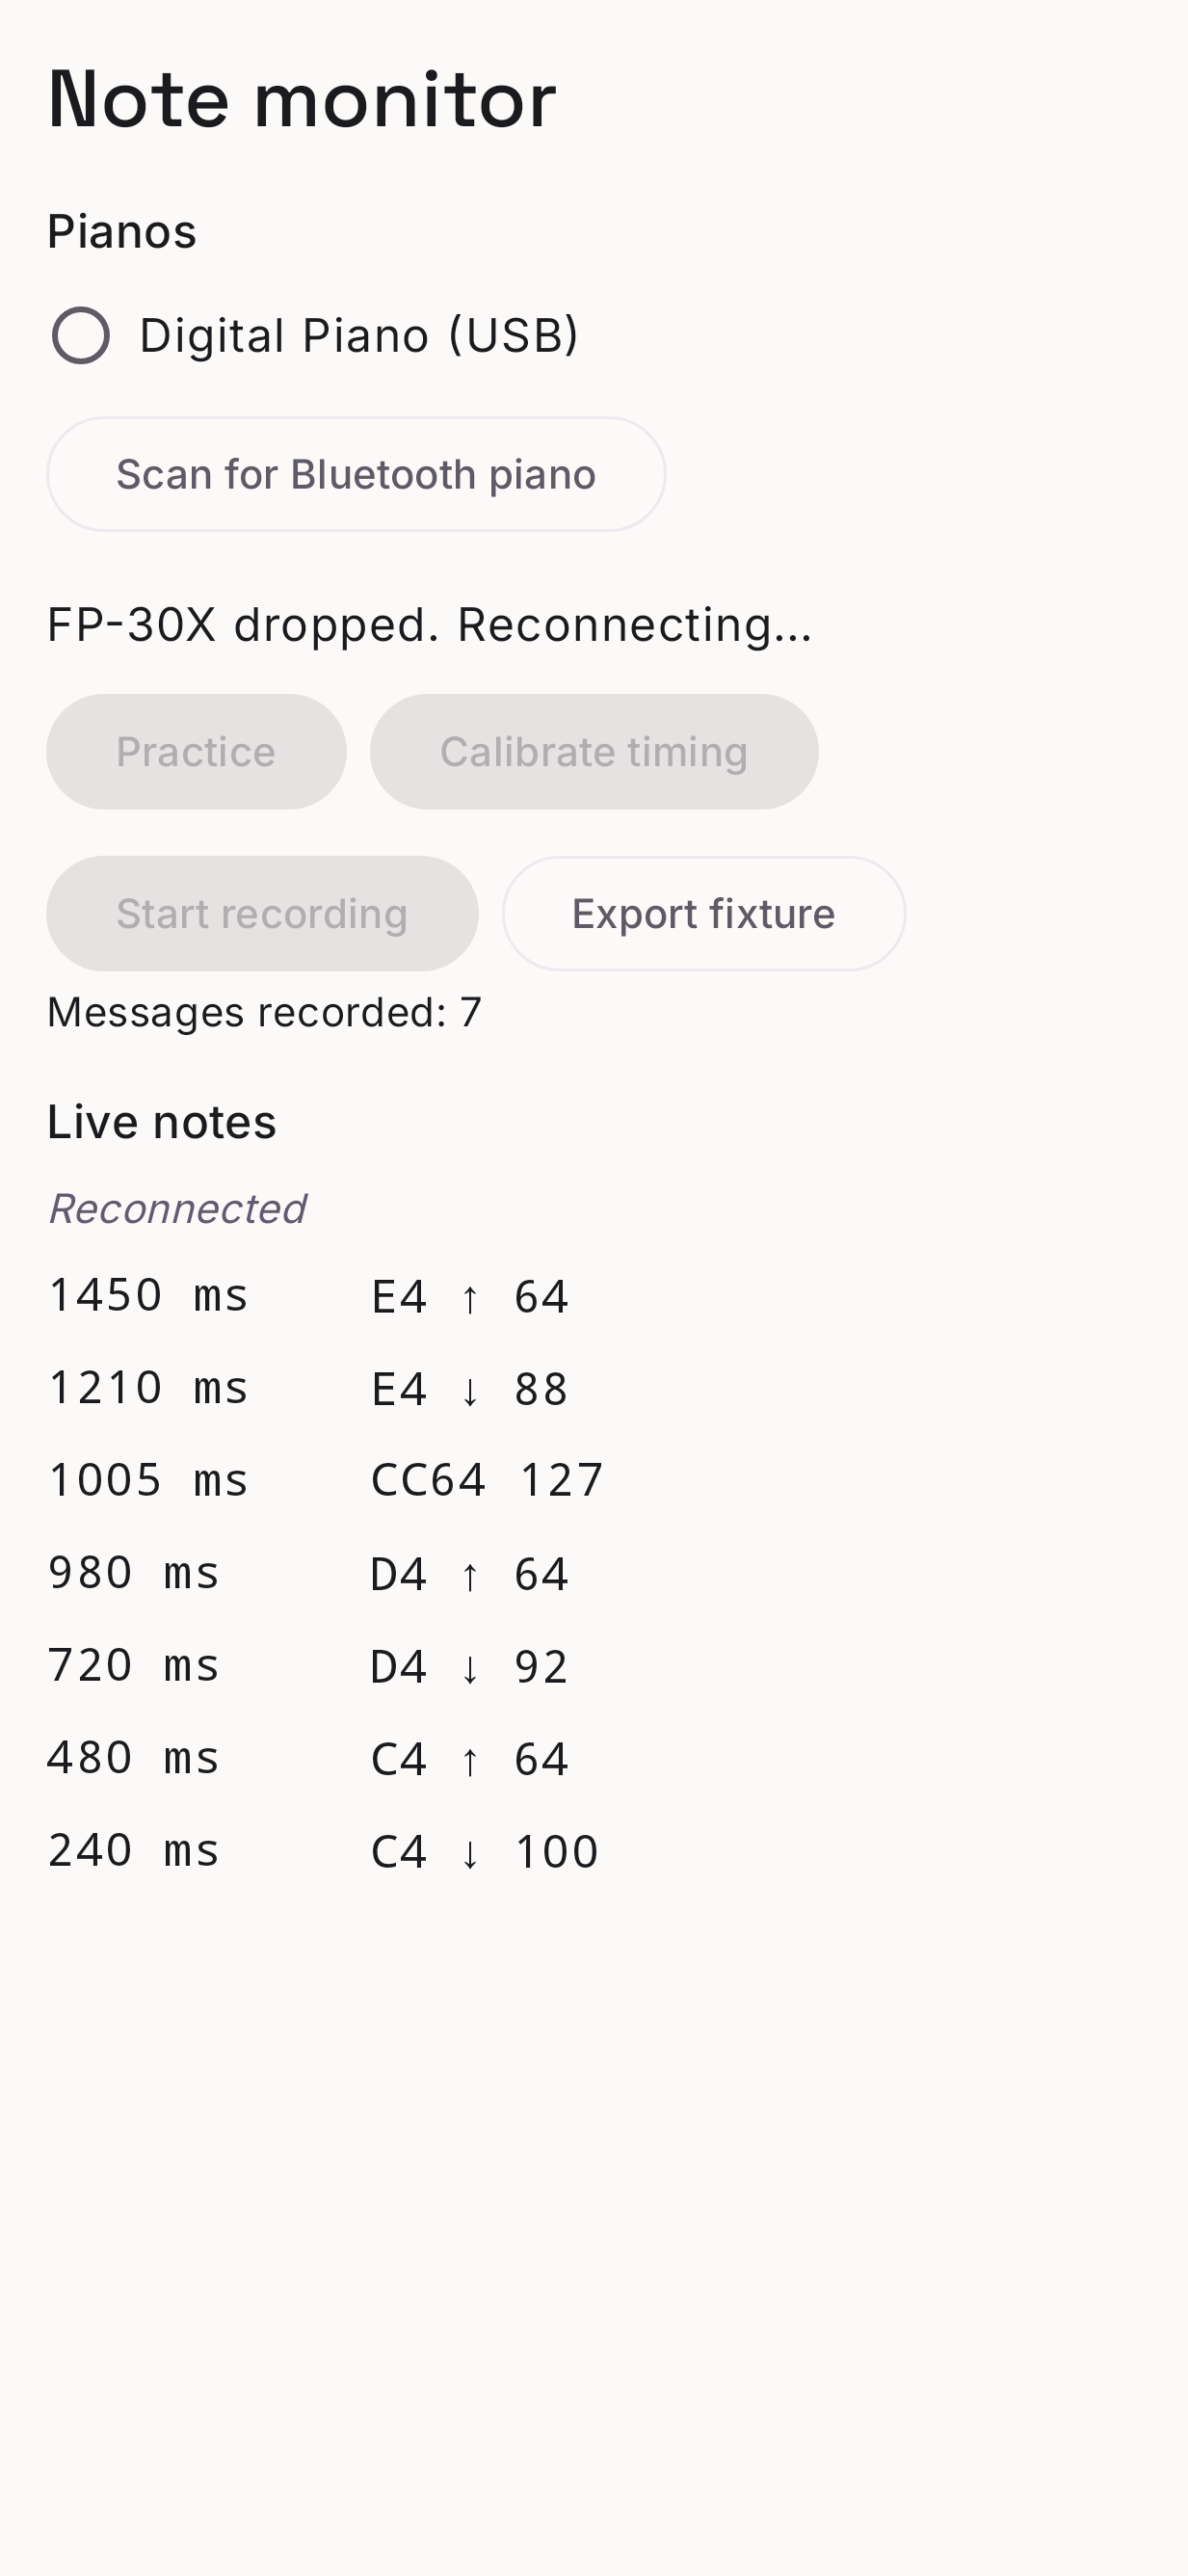 Note monitor
Pianos
Digital Piano (USB)
Scan for Bluetooth piano
FP-30X dropped. Reconnecting…
Practice Calibrate timing
Start recording Export fixture
Messages recorded: 7
Live notes
Reconnected
1450 ms E4 ↑ 64
1210 ms E4 ↓ 88
1005 ms CC64 127
980 ms D4 ↑ 64
720 ms D4 ↓ 92
480 ms C4 ↑ 64
240 ms C4 ↓ 100